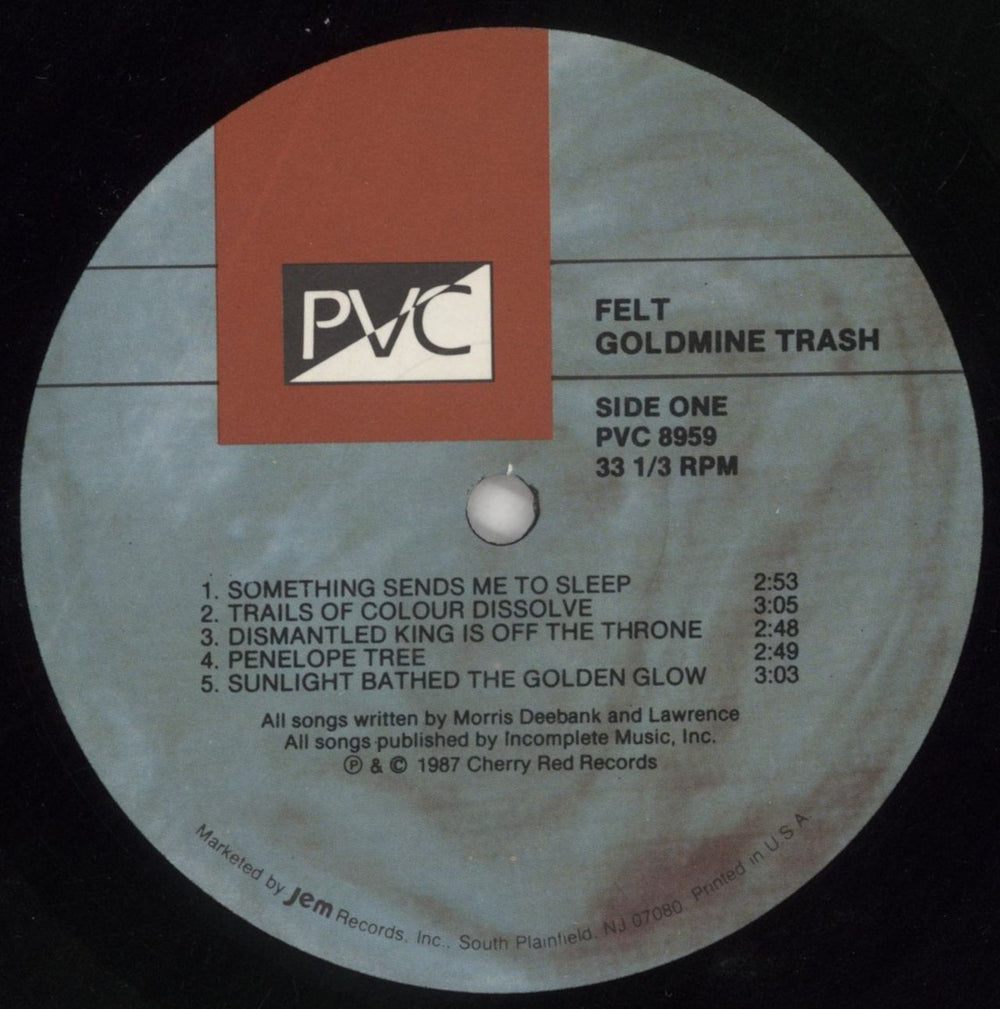 PVC
FELT
GOLDMINE TRASH
SIDE ONE
PVC 8959
33 1/3 RPM
1. SOMETHING SENDS ME TO SLEEP 2:53
2. TRAILS OF COLOUR DISSOLVE 3:05
3. DISMANTLED KING IS OFF THE THRONE 2:48
4. PENELOPE TREE 2:49
5. SUNLIGHT BATHED THE GOLDEN GLOW 3:03
All songs written by Morris Deebank and Lawrence
All songs published by Incomplete Music, Inc.
Ⓟ & © 1987 Cherry Red Records
Marketed by Jem Records, Inc., South Plainfield, NJ 07080 Printed in U S A.